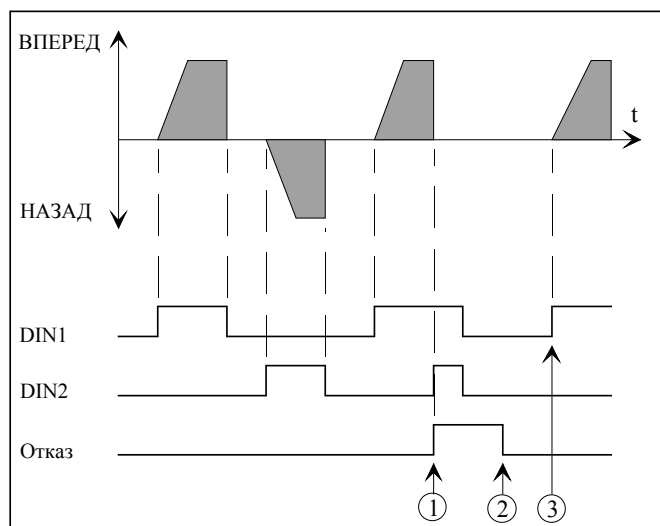 ВПЕРЕД
t
НАЗАД
DIN1
DIN2
Отказ
1 2 3